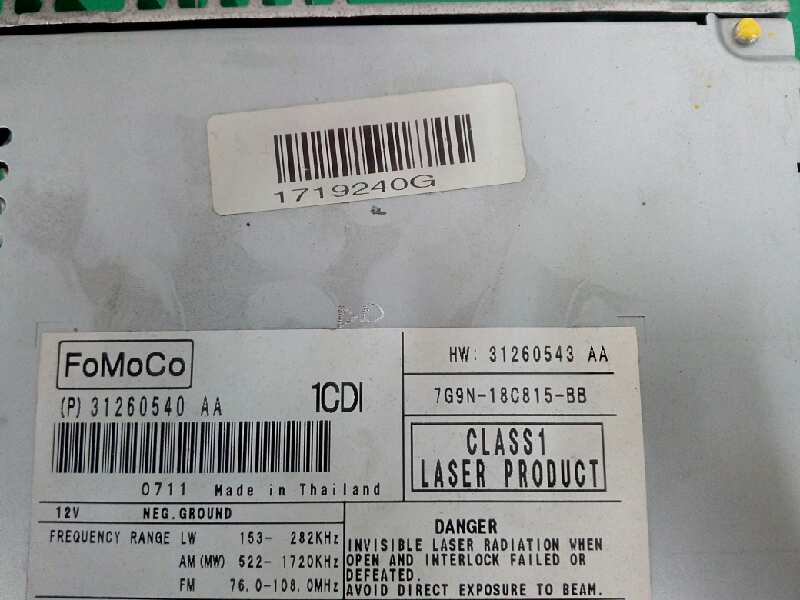 1719240G
FoMoCo
(P) 31260540 AA
1CDI
0711 Made in Thailand
HW: 31260543 AA
7G9N-18C815-BB
CLASS1
LASER PRODUCT
12V NEG.GROUND
FREQUENCY RANGE LW 153- 282KHz
AM(MW) 522- 1720KHz
FM 76.0-108.0MHz
DANGER
INVISIBLE LASER RADIATION WHEN
OPEN AND INTERLOCK FAILED OR
DEFEATED.
AVOID DIRECT EXPOSURE TO BEAM.